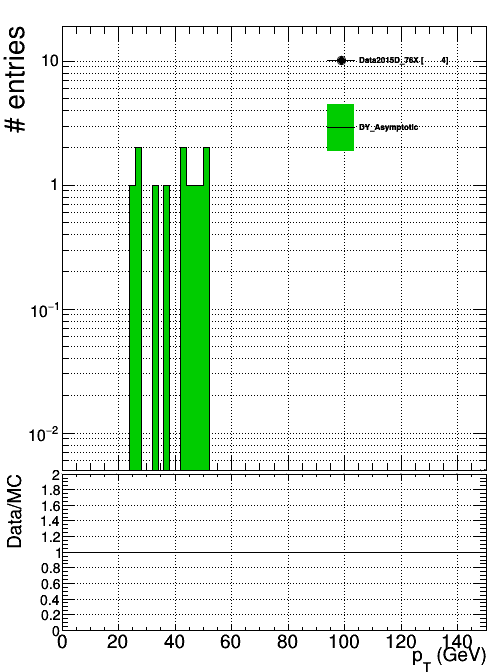 # entries
10
1
10⁻¹
10⁻²
Data2015D_76X [ 4]
DY_Asymptotic
Data/MC
2
1.8
1.6
1.4
1.2
1
0.8
0.6
0.4
0.2
0
0 20 40 60 80 100 120 140
p_T (GeV)